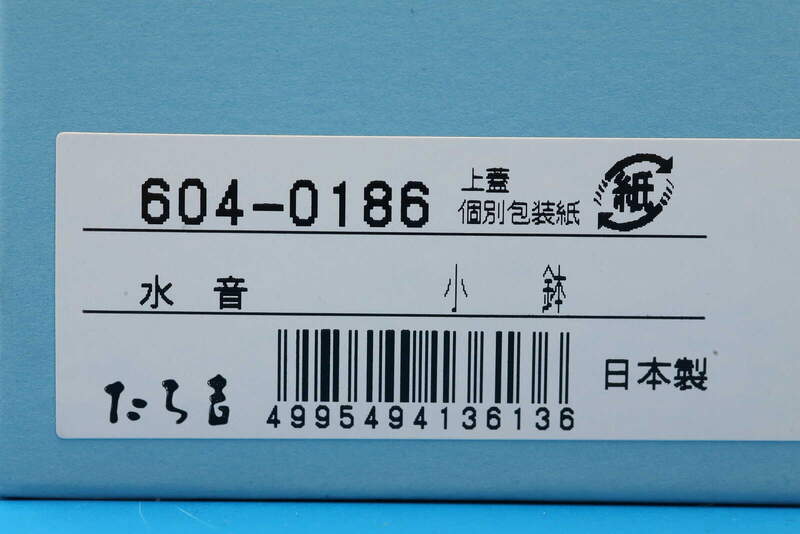 604-0186
上蓋
個別包装紙
紙
水音 小鉢
たち吉
4995494136136
日本製